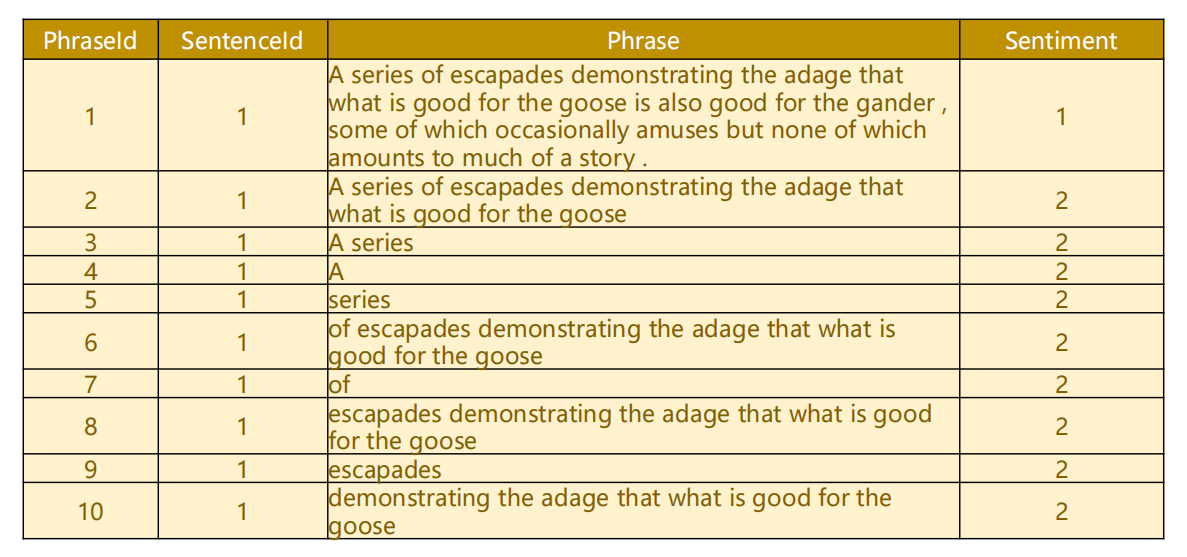 PhraseId SentenceId Phrase Sentiment
1 1 A series of escapades demonstrating the adage that
what is good for the goose is also good for the gander ,
some of which occasionally amuses but none of which
amounts to much of a story . 1
2 1 A series of escapades demonstrating the adage that
what is good for the goose 2
3 1 A series 2
4 1 A 2
5 1 series 2
6 1 of escapades demonstrating the adage that what is
good for the goose 2
7 1 of 2
8 1 escapades demonstrating the adage that what is good
for the goose 2
9 1 escapades 2
10 1 demonstrating the adage that what is good for the
goose 2